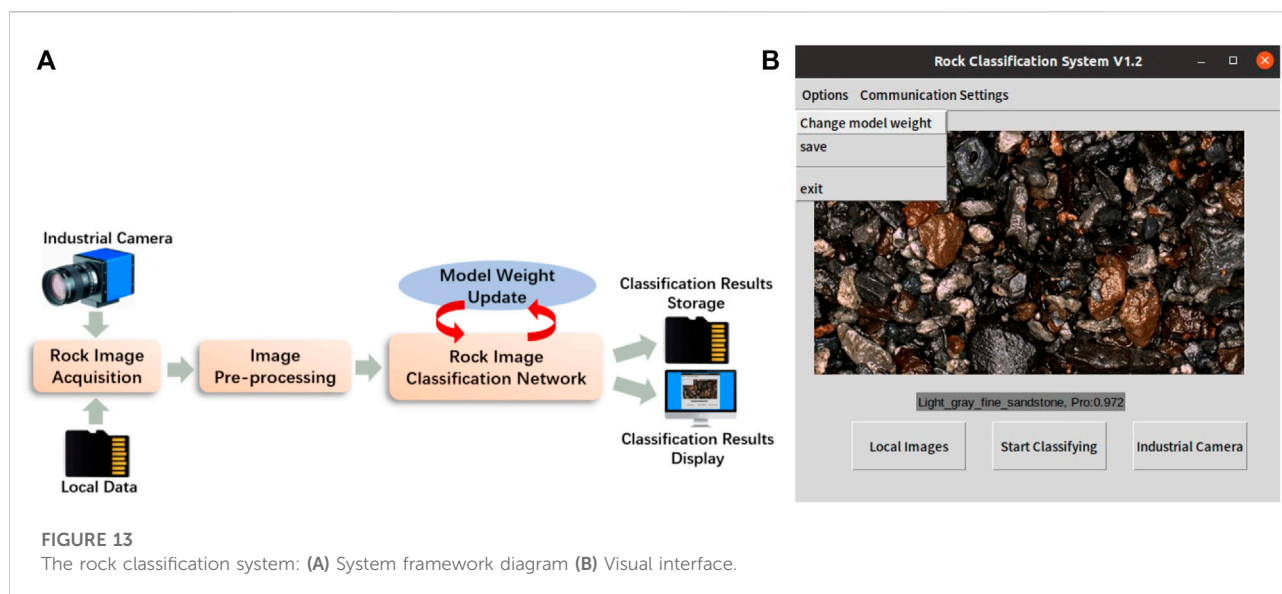 A
Industrial Camera
Rock Image
Acquisition
Local Data
Image
Pre-processing
Model Weight
Update
Rock Image
Classification Network
Classification Results
Storage
Classification Results
Display
B
Rock Classification System V1.2
Options Communication Settings
Change model weight
save
exit
Light_gray_fine_sandstone, Pro:0.972
Local Images
Start Classifying
Industrial Camera
FIGURE 13
The rock classification system: (A) System framework diagram (B) Visual interface.